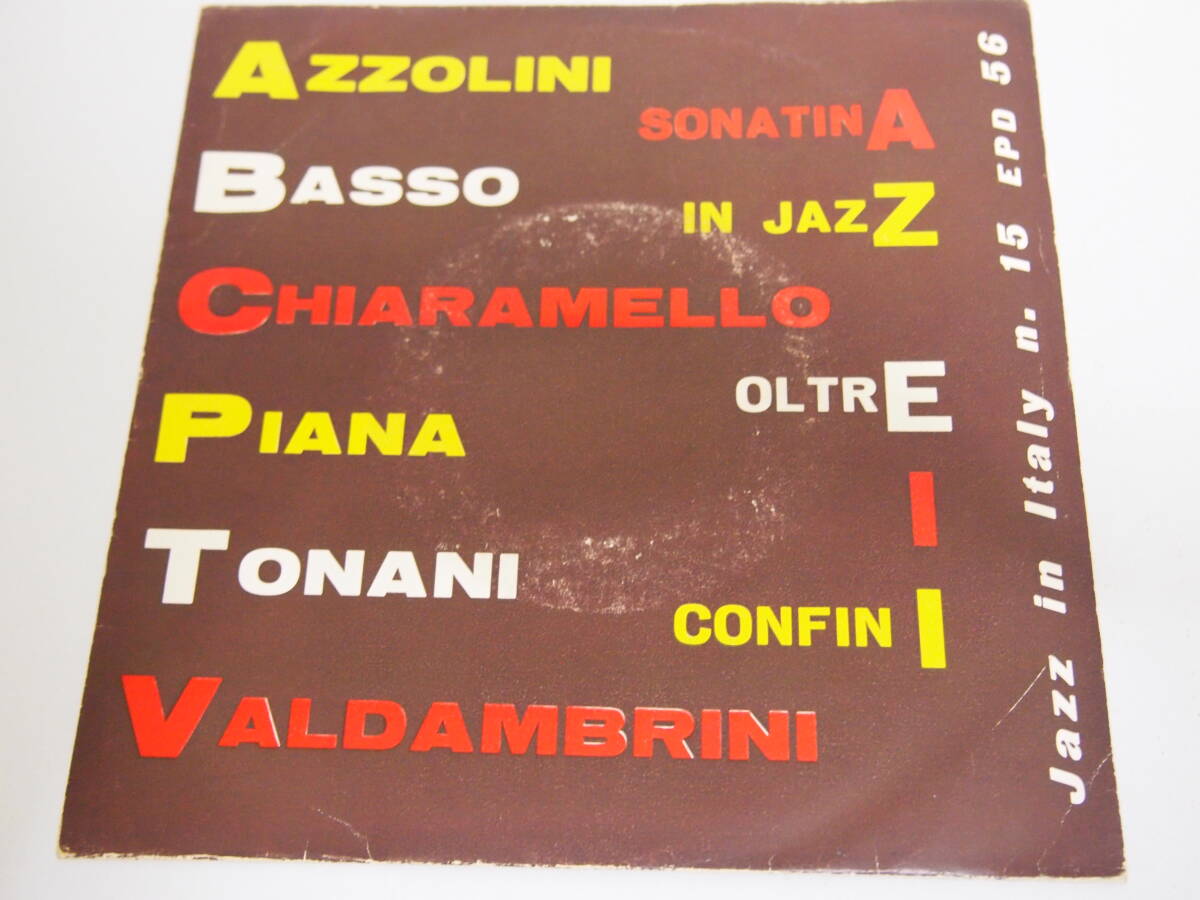 AZZOLINI
BASSO
CHIARAMELLO
PIANA
TONANI
VALDAMBRINI
SONATINA
IN JAZZ
OLTRE
I
CONFINI
Jazz in Italy n. 15 EPD 56